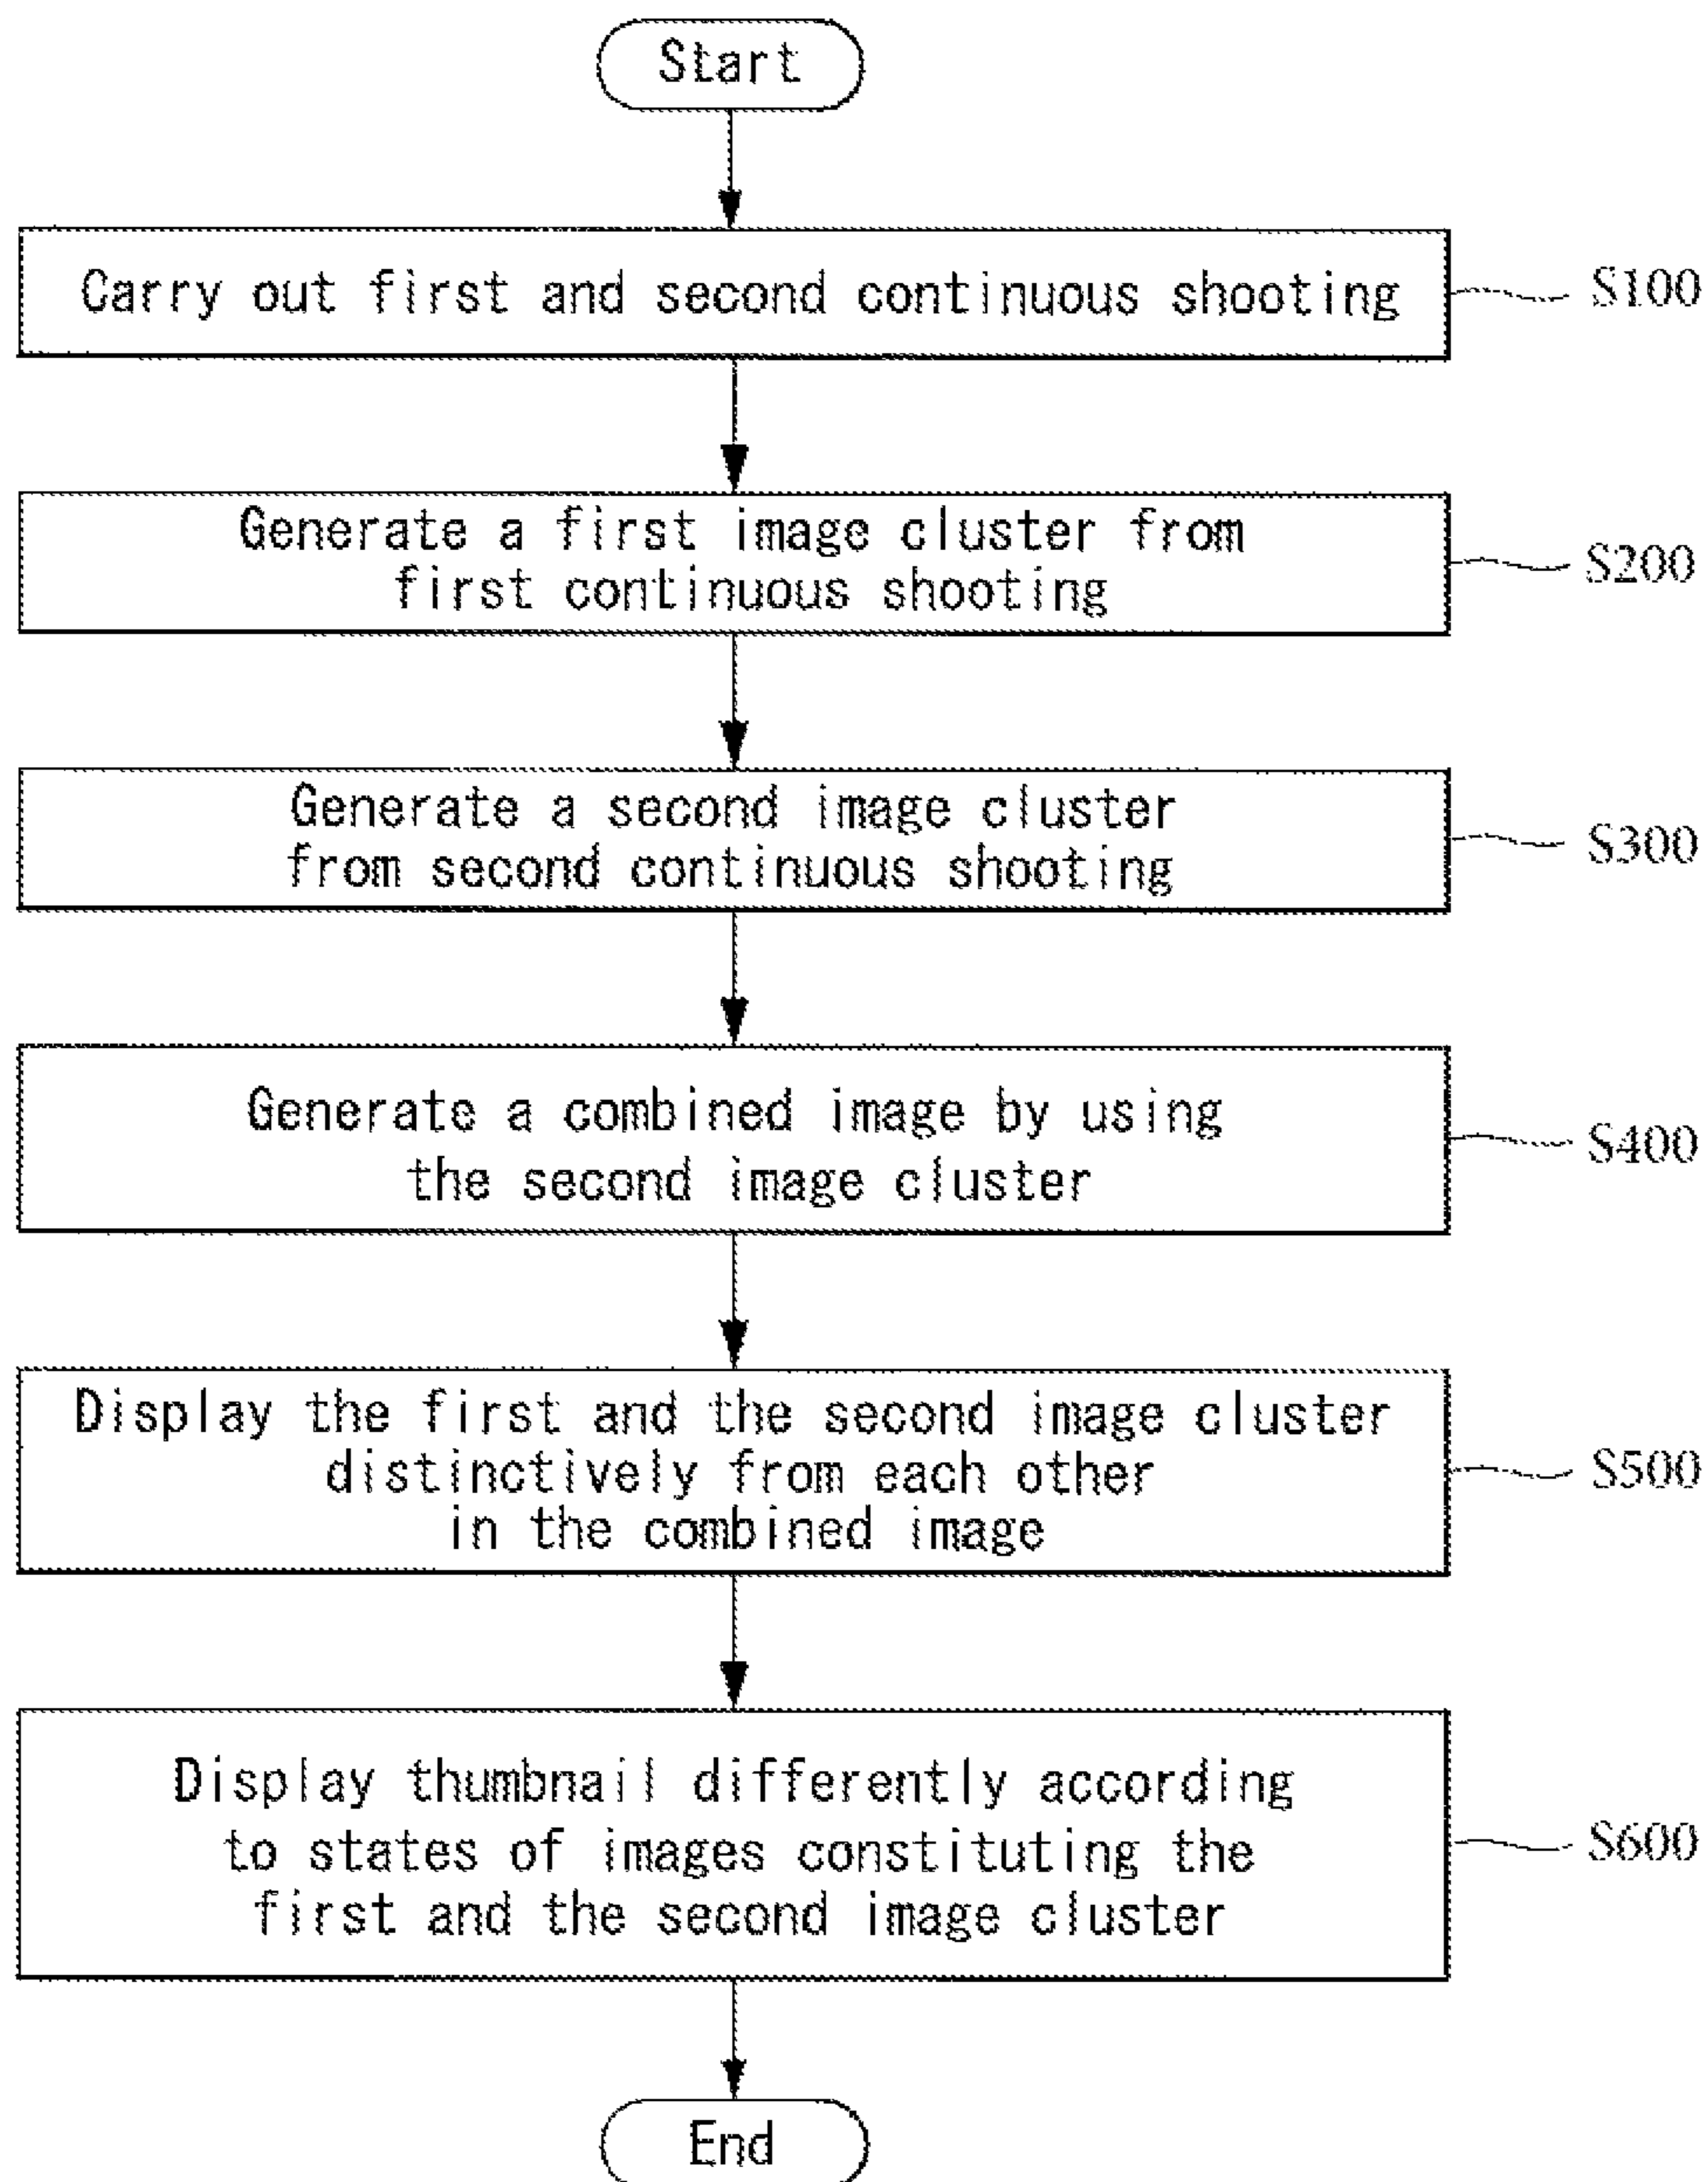 Start
Carry out first and second continuous shooting
S100
Generate a first image cluster from
first continuous shooting
S200
Generate a second image cluster
from second continuous shooting
S300
Generate a combined image by using
the second image cluster
S400
Display the first and the second image cluster
distinctively from each other
in the combined image
S500
Display thumbnail differently according
to states of images constituting the
first and the second image cluster
S600
End